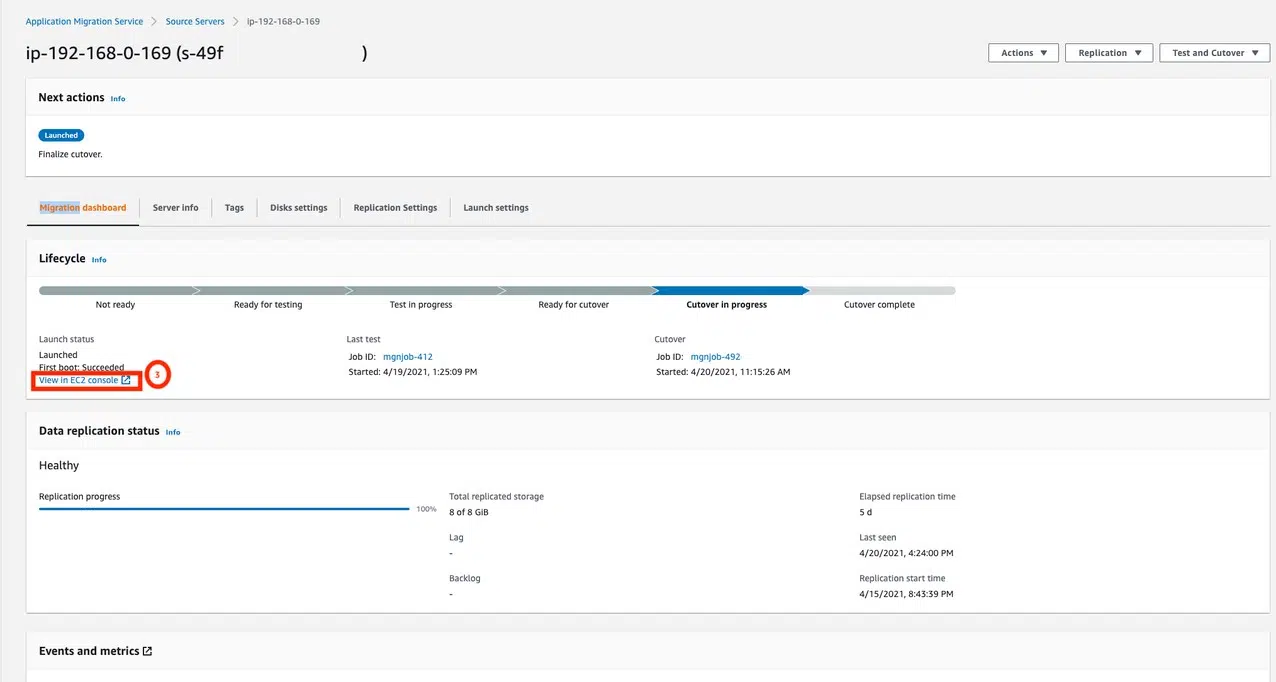 Application Migration Service > Source Servers > ip-192-168-0-169
ip-192-168-0-169 (s-49f )
Actions ▼ Replication ▼ Test and Cutover ▼
Next actions Info
Launched
Finalize cutover.
Migration dashboard Server info Tags Disks settings Replication Settings Launch settings
Lifecycle Info
Not ready Ready for testing Test in progress Ready for cutover Cutover in progress Cutover complete
Launch status
Launched
First boot: Succeeded
View in EC2 console
3
Last test
Job ID: mgnjob-412
Started: 4/19/2021, 1:25:09 PM
Cutover
Job ID: mgnjob-492
Started: 4/20/2021, 11:15:26 AM
Data replication status Info
Healthy
Replication progress
100%
Total replicated storage
8 of 8 GiB
Lag
-
Backlog
-
Elapsed replication time
5 d
Last seen
4/20/2021, 4:24:00 PM
Replication start time
4/15/2021, 8:43:39 PM
Events and metrics